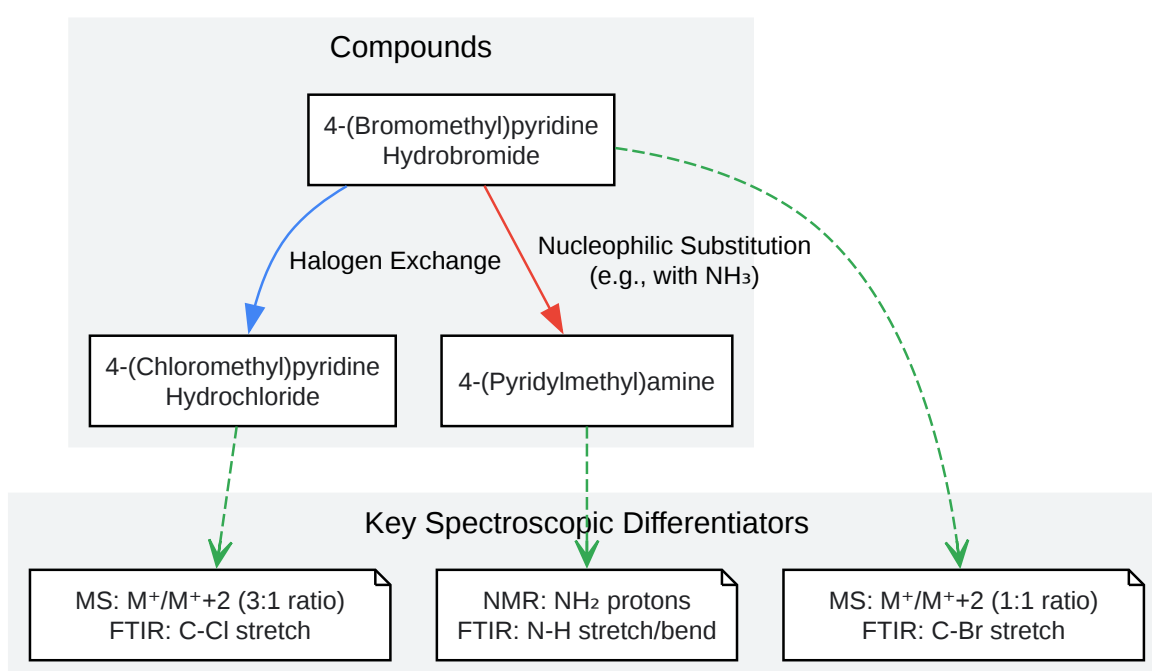 Compounds
4-(Bromomethyl)pyridine
Hydrobromide
Halogen Exchange
Nucleophilic Substitution
(e.g., with NH₃)
4-(Chloromethyl)pyridine
Hydrochloride
4-(Pyridylmethyl)amine
Key Spectroscopic Differentiators
MS: M⁺/M⁺+2 (3:1 ratio)
FTIR: C-Cl stretch
NMR: NH₂ protons
FTIR: N-H stretch/bend
MS: M⁺/M⁺+2 (1:1 ratio)
FTIR: C-Br stretch